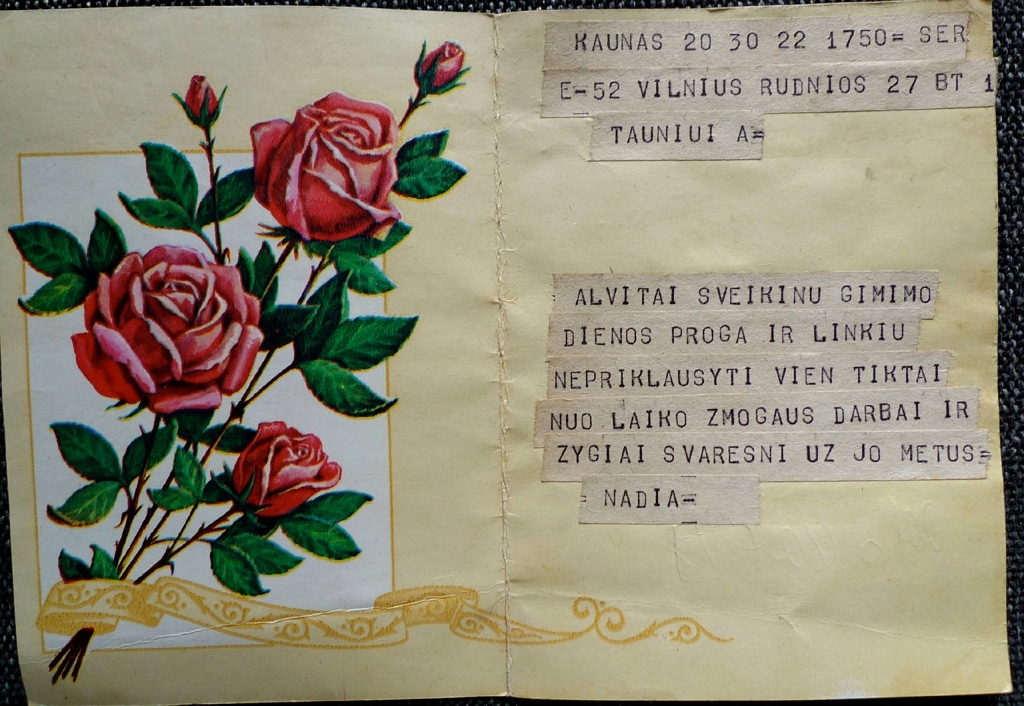 KAUNAS 20 30 22 1750= SER
E-52 VILNIUS RUDNIOS 27 BT 1
TAUNIUI A=
= ALVITAI SVEIKINU GIMIMO
DIENOS PROGA IR LINKIU
NEPRIKLAUSYTI VIEN TIKTAI
NUO LAIKO ZMOGAUS DARBAI IR
ZYGIAI SVARESNI UZ JO METUS=
= NADIA=